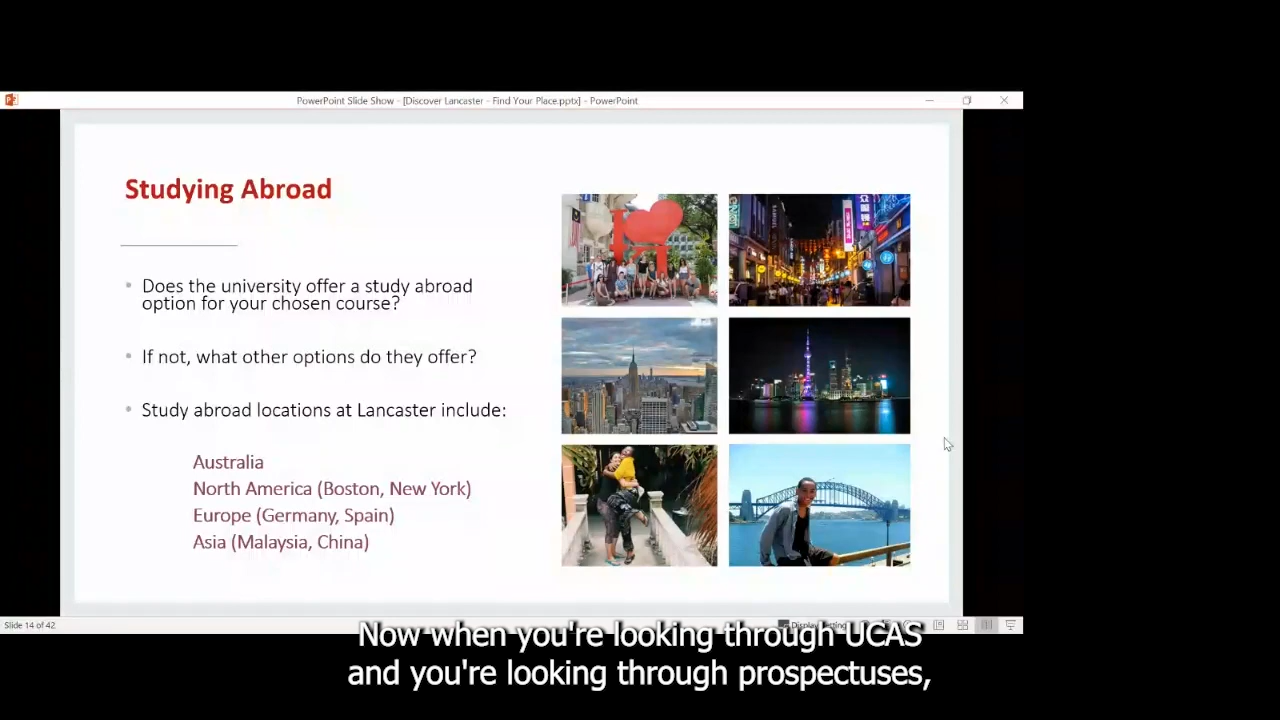 PowerPoint Slide Show - [Discover Lancaster - Find Your Place.pptx] - PowerPoint
Studying Abroad
• Does the university offer a study abroad
option for your chosen course?
• If not, what other options do they offer?
• Study abroad locations at Lancaster include:
Australia
North America (Boston, New York)
Europe (Germany, Spain)
Asia (Malaysia, China)
Slide 14 of 42
Now when you're looking through UCAS
and you're looking through prospectuses,